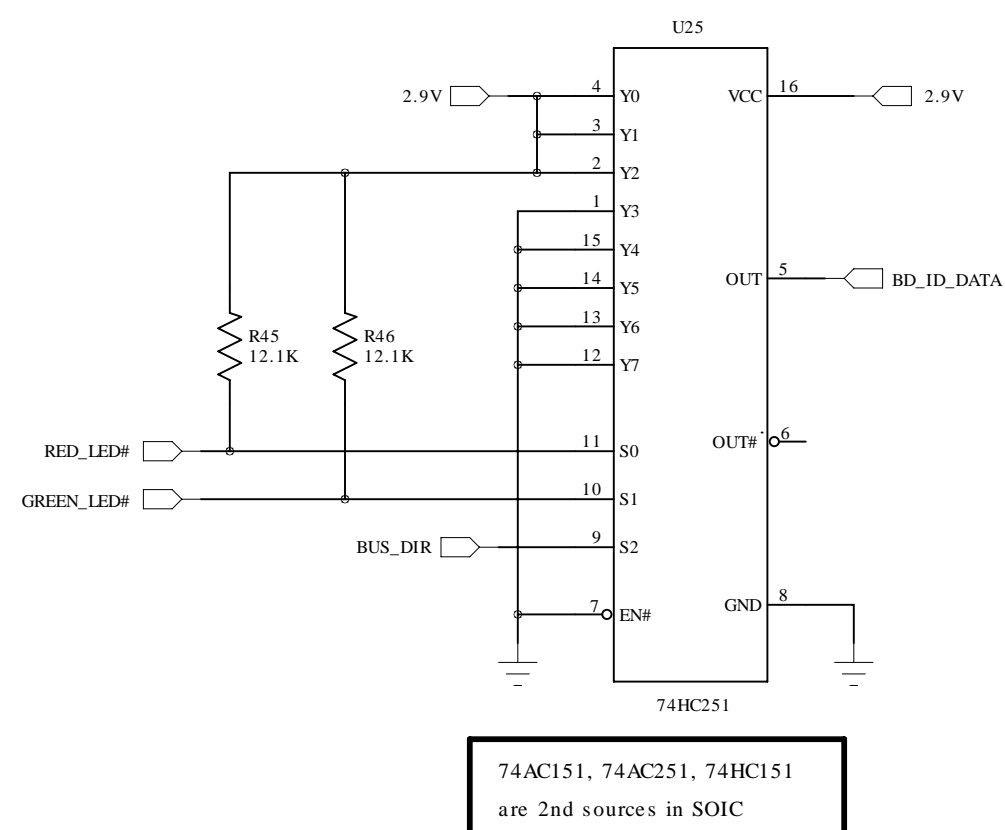 U25
2.9V
4
Y0
VCC
16
2.9V
3
Y1
2
Y2
1
Y3
15
Y4
OUT
5
BD_ID_DATA
14
Y5
13
Y6
R45
12.1K
R46
12.1K
12
Y7
RED_LED#
11
S0
OUT#
6
GREEN_LED#
10
S1
BUS_DIR
9
S2
7
EN#
GND
8
74HC251
74AC151, 74AC251, 74HC151
are 2nd sources in SOIC